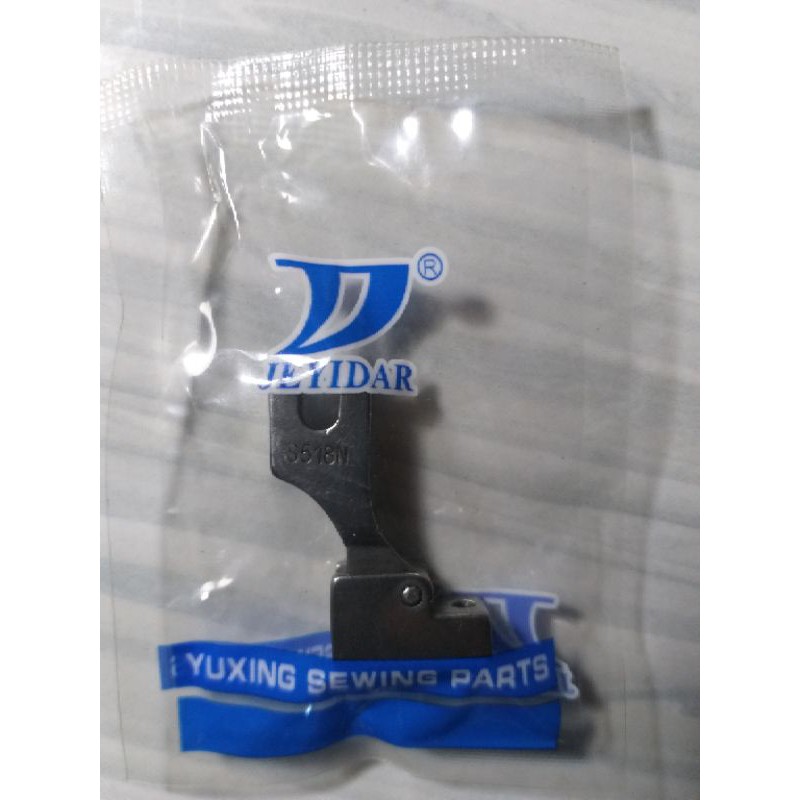 ®
JEYIDAR
S518N
YUXING SEWING PARTS